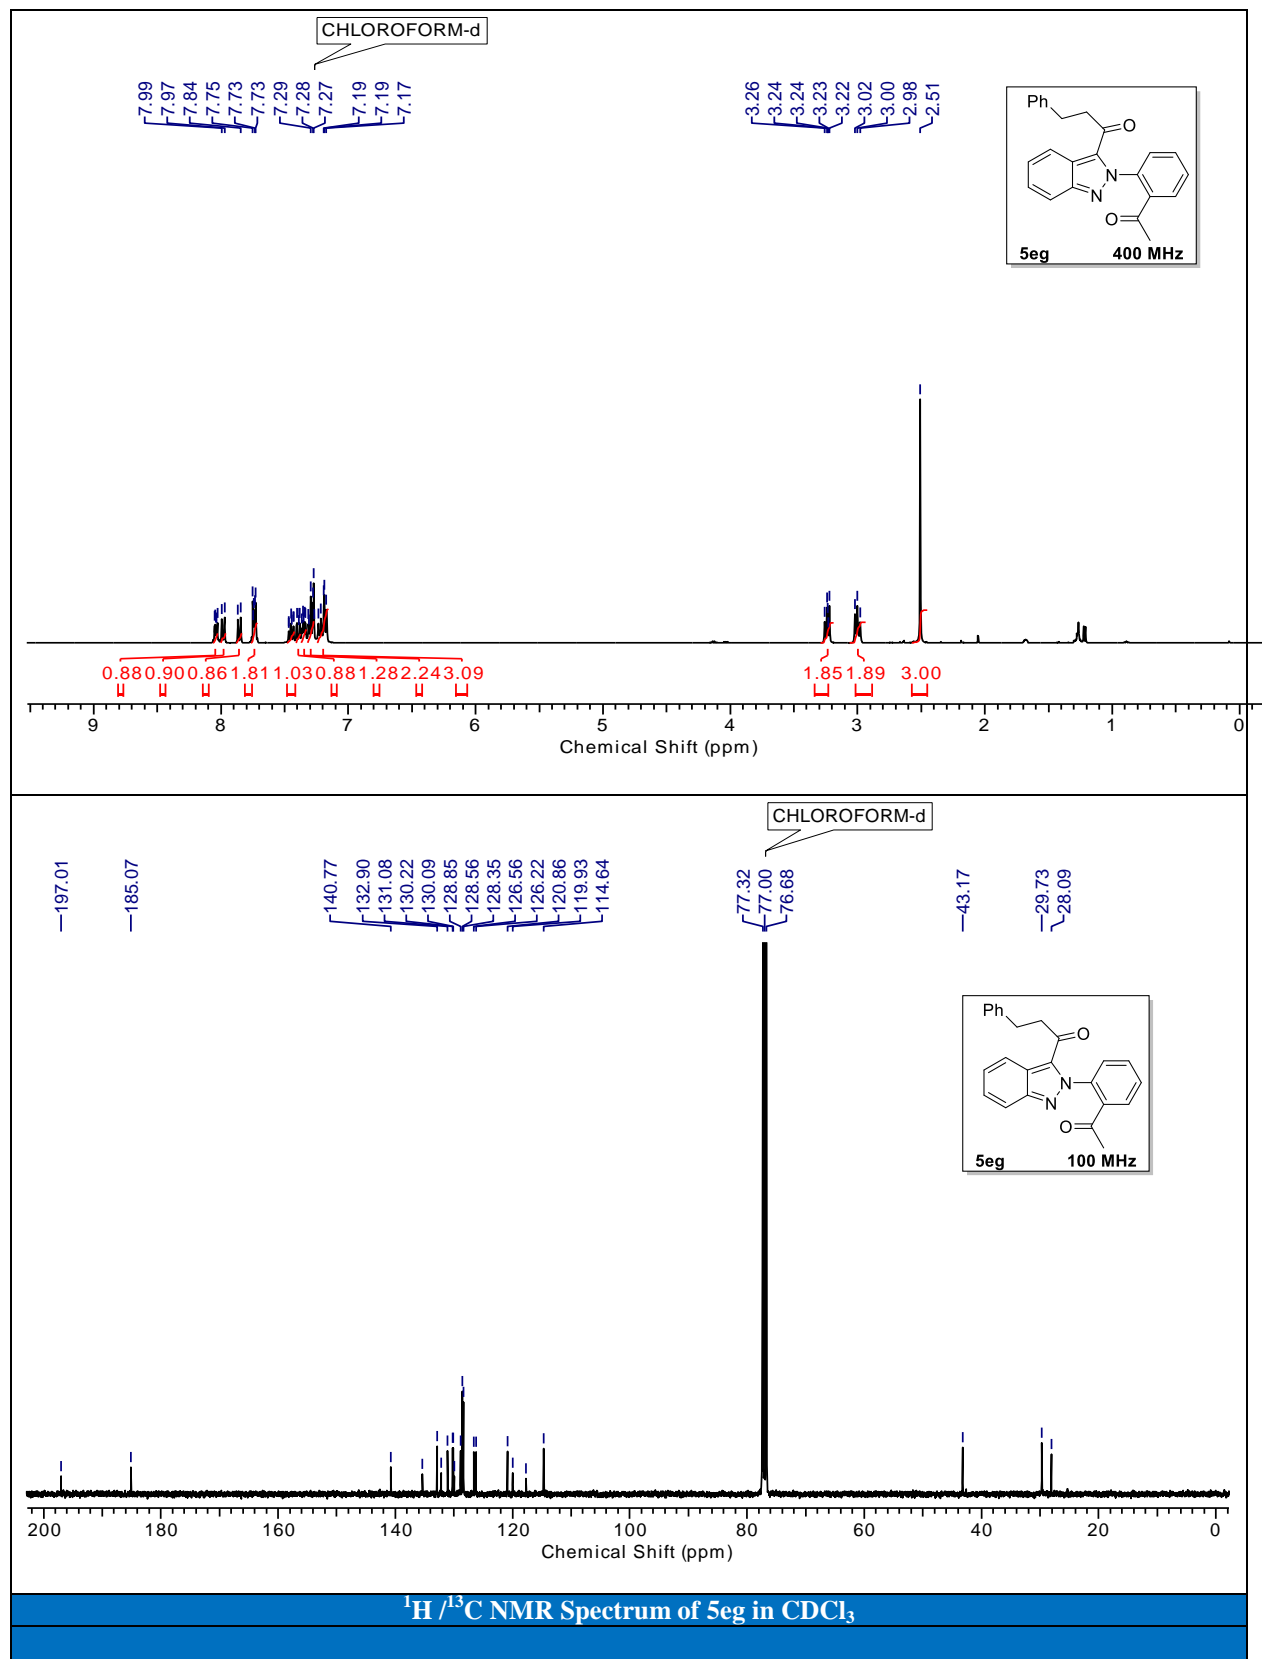 CHLOROFORM-d
7.99 7.97 7.84 7.75 7.73 7.73 7.29 7.28 7.27 7.19 7.19 7.17 3.26 3.24 3.24 3.23 3.22 3.02 3.00 2.98 2.51
Ph
O
N
N
O
5eg 400 MHz
0.88 0.90 0.86 1.81 1.03 0.88 1.28 2.24 3.09 1.85 1.89 3.00
9 8 7 6 5 4 3 2 1 0
Chemical Shift (ppm)
CHLOROFORM-d
197.01 185.07 140.77 132.90 131.08 130.22 130.09 128.85 128.56 128.35 126.56 126.22 120.86 119.93 114.64 77.32 77.00 76.68 43.17 29.73 28.09
Ph
O
N
N
O
5eg 100 MHz
200 180 160 140 120 100 80 60 40 20 0
Chemical Shift (ppm)
¹H /¹³C NMR Spectrum of 5eg in CDCl₃